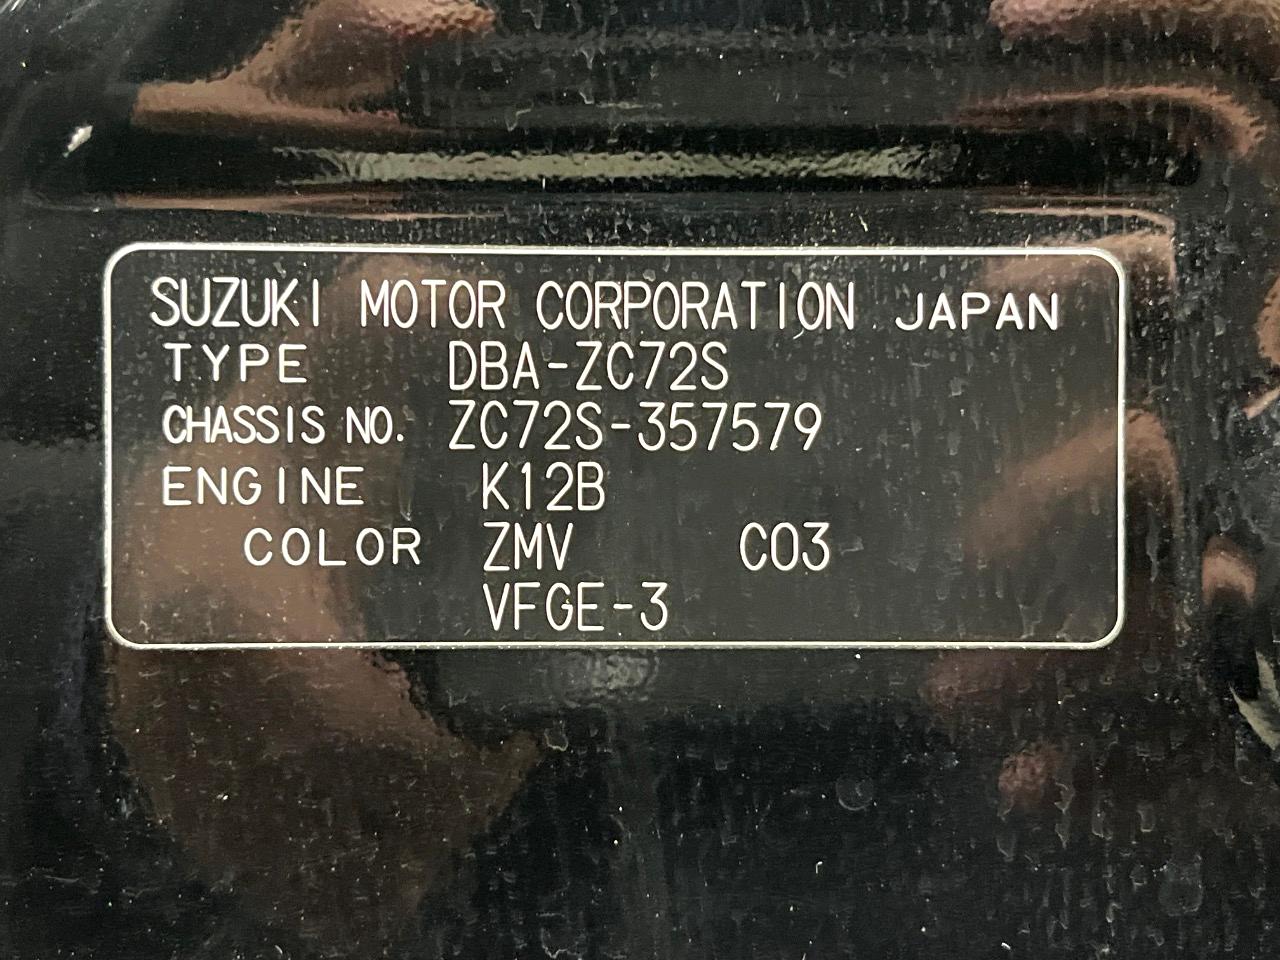 SUZUKI MOTOR CORPORATION JAPAN
TYPE DBA-ZC72S
CHASSIS NO. ZC72S-357579
ENGINE K12B
COLOR ZMV C03
VFGE-3